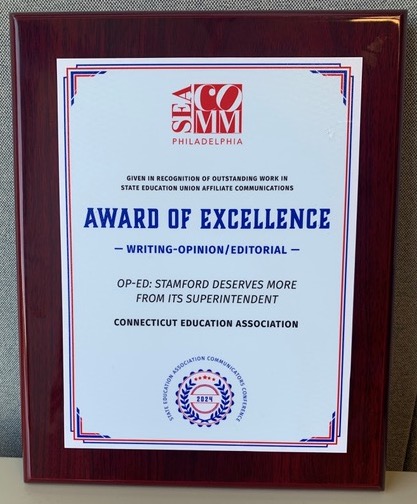 SEA COMM
PHILADELPHIA
GIVEN IN RECOGNITION OF OUTSTANDING WORK IN
STATE EDUCATION UNION AFFILIATE COMMUNICATIONS
AWARD OF EXCELLENCE
— WRITING-OPINION/EDITORIAL —
OP-ED: STAMFORD DESERVES MORE
FROM ITS SUPERINTENDENT
CONNECTICUT EDUCATION ASSOCIATION
STATE EDUCATION ASSOCIATION COMMUNICATORS CONFERENCE
2024